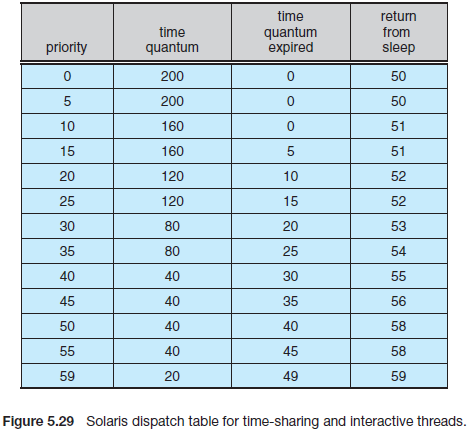 priority time quantum time quantum expired return from sleep
0 200 0 50
5 200 0 50
10 160 0 51
15 160 5 51
20 120 10 52
25 120 15 52
30 80 20 53
35 80 25 54
40 40 30 55
45 40 35 56
50 40 40 58
55 40 45 58
59 20 49 59
Figure 5.29 Solaris dispatch table for time-sharing and interactive threads.